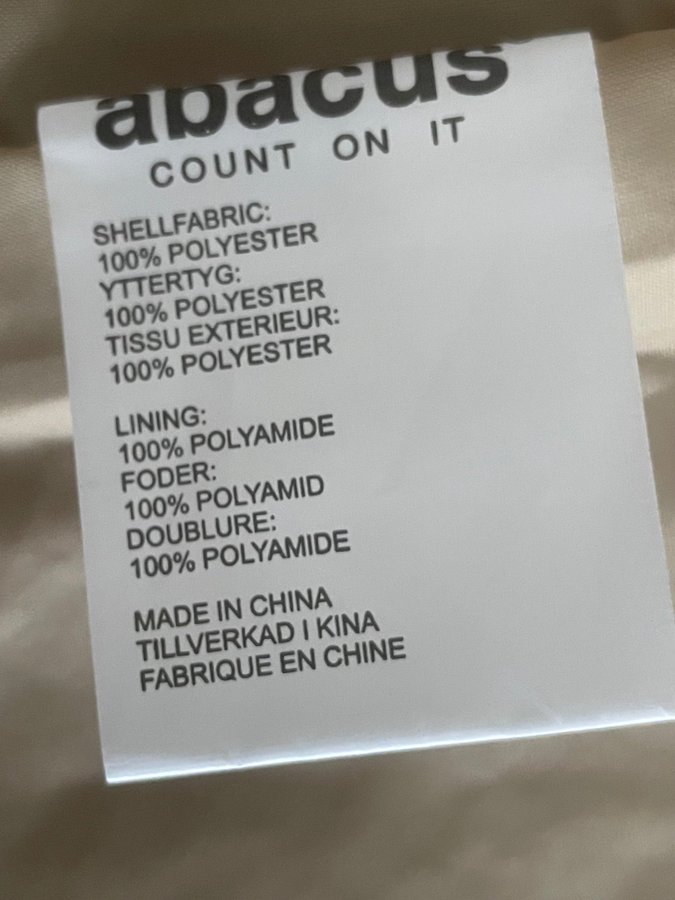 abacus
COUNT ON IT
SHELLFABRIC:
100% POLYESTER
YTTERTYG:
100% POLYESTER
TISSU EXTERIEUR:
100% POLYESTER
LINING:
100% POLYAMIDE
FODER:
100% POLYAMID
DOUBLURE:
100% POLYAMIDE
MADE IN CHINA
TILLVERKAD I KINA
FABRIQUE EN CHINE